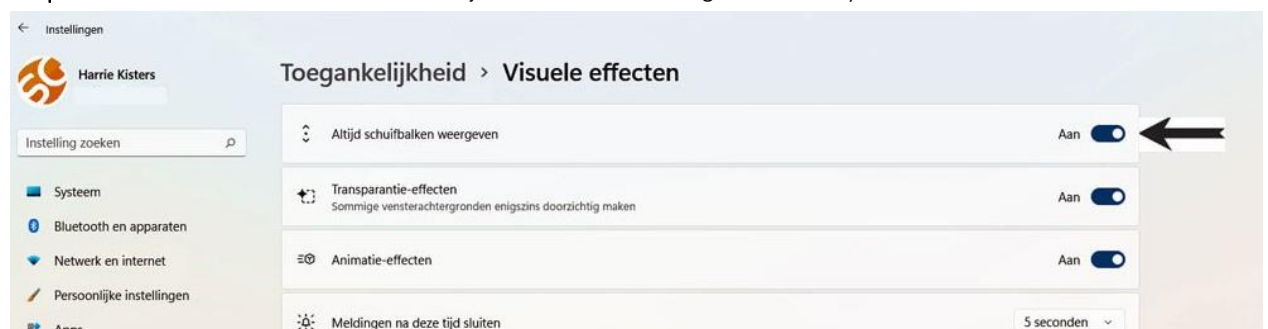 Instellingen
Harrie Kisters
Toegankelijkheid > Visuele effecten
Instelling zoeken
Altijd schuifbalken weergeven
Aan
Systeem
Transparantie-effecten
Sommige vensterachtergronden enigszins doorzichtig maken
Aan
Bluetooth en apparaten
Netwerk en internet
Animatie-effecten
Aan
Persoonlijke instellingen
Apps
Meldingen na deze tijd sluiten
5 seconden